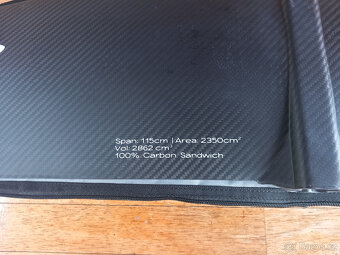 Span: 115cm | Area: 2350cm²
Vol: 2862 cm³
100% Carbon Sandwich